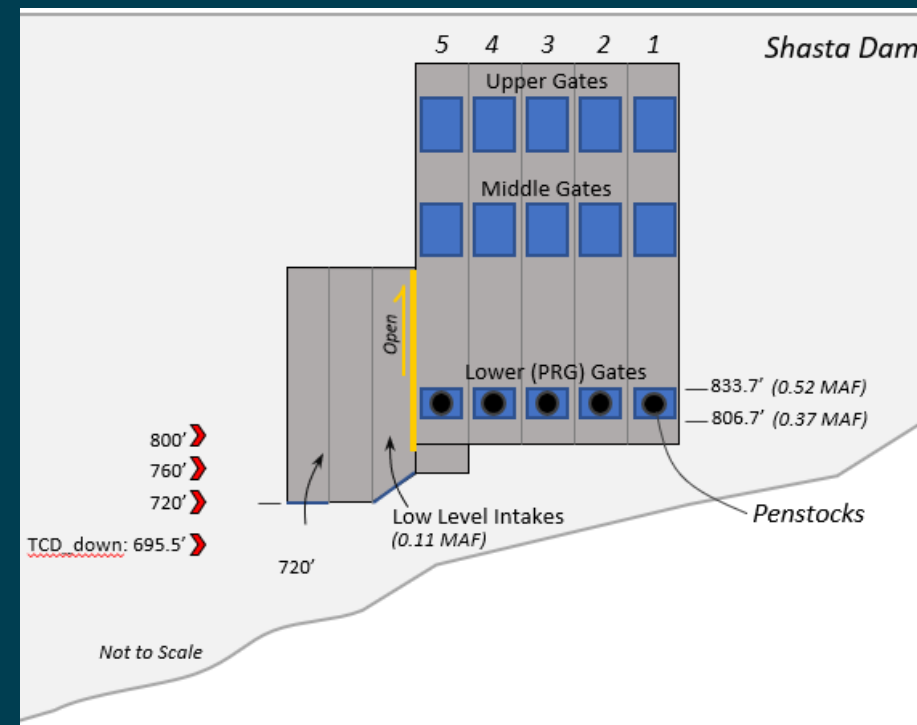 5 4 3 2 1
Shasta Dam
Upper Gates
Middle Gates
Open
Lower (PRG) Gates
833.7’ (0.52 MAF)
806.7’ (0.37 MAF)
800’
760’
720’
Low Level Intakes
(0.11 MAF)
Penstocks
TCD_down: 695.5’
720’
Not to Scale